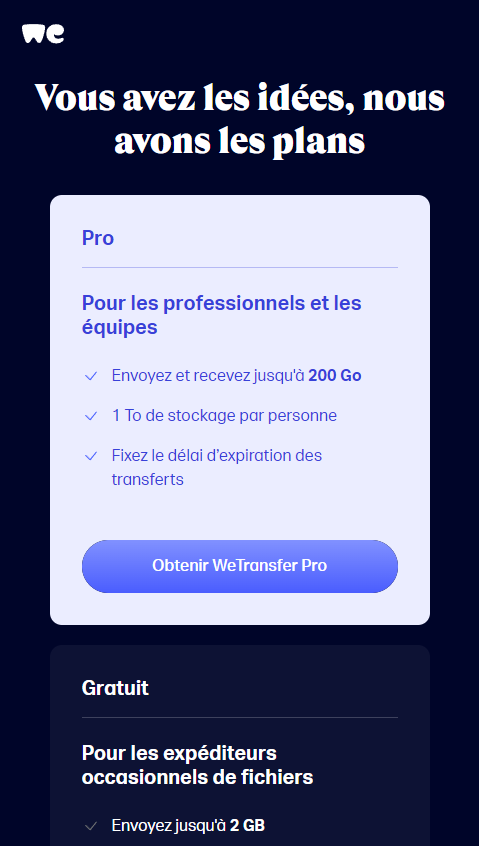 we
Vous avez les idées, nous
avons les plans
Pro
Pour les professionnels et les
équipes
Envoyez et recevez jusqu'à 200 Go
1 To de stockage par personne
Fixez le délai d'expiration des
transferts
Obtenir WeTransfer Pro
Gratuit
Pour les expéditeurs
occasionnels de fichiers
Envoyez jusqu'à 2 GB